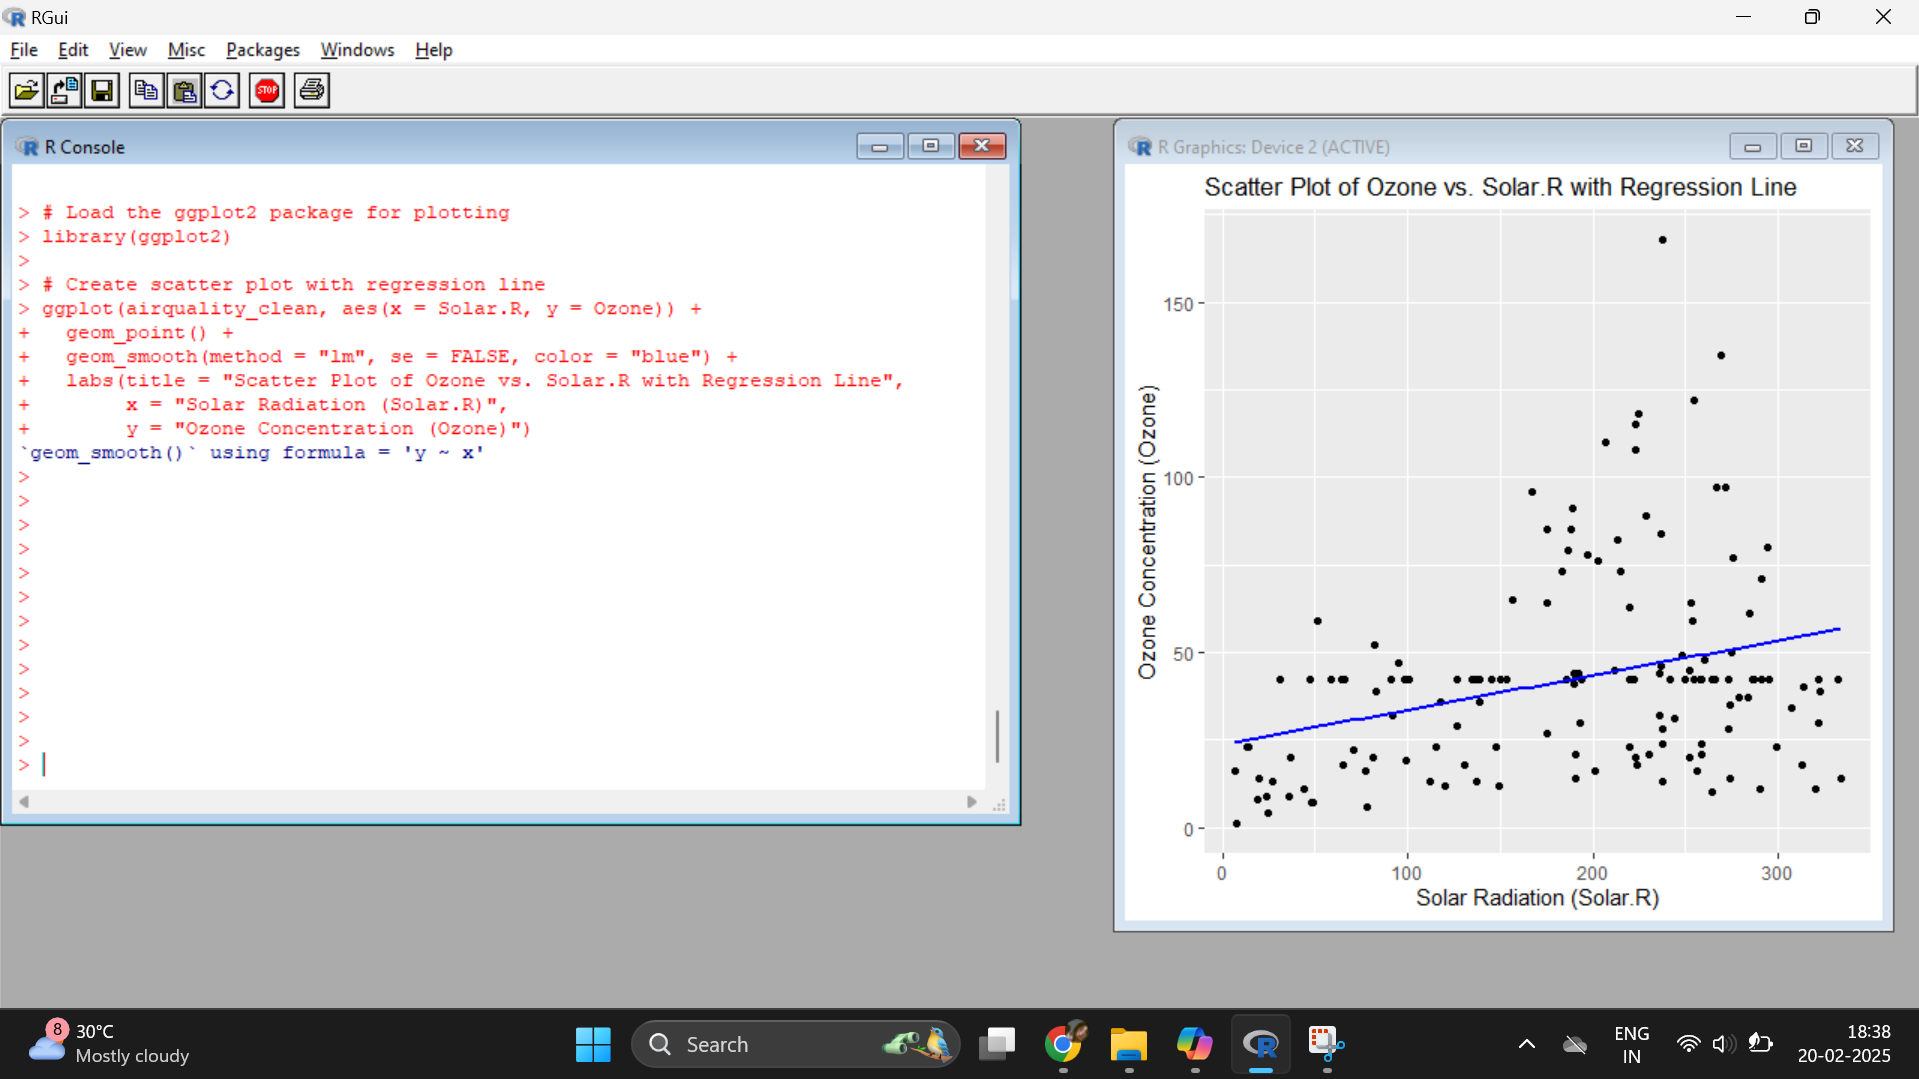 RGui
File Edit View Misc Packages Windows Help
STOP
R Console
> # Load the ggplot2 package for plotting
> library(ggplot2)
>
> # Create scatter plot with regression line
> ggplot(airquality_clean, aes(x = Solar.R, y = Ozone)) +
+   geom_point() +
+   geom_smooth(method = "lm", se = FALSE, color = "blue") +
+   labs(title = "Scatter Plot of Ozone vs. Solar.R with Regression Line",
+        x = "Solar Radiation (Solar.R)",
+        y = "Ozone Concentration (Ozone)")
`geom_smooth()` using formula = 'y ~ x'
>
>
>
>
>
>
>
>
>
>
>
>
>
R Graphics: Device 2 (ACTIVE)
Scatter Plot of Ozone vs. Solar.R with Regression Line
Ozone Concentration (Ozone)
150
100
50
0
0 100 200 300
Solar Radiation (Solar.R)
8
30°C
Mostly cloudy
Search
ENG
IN
18:38
20-02-2025